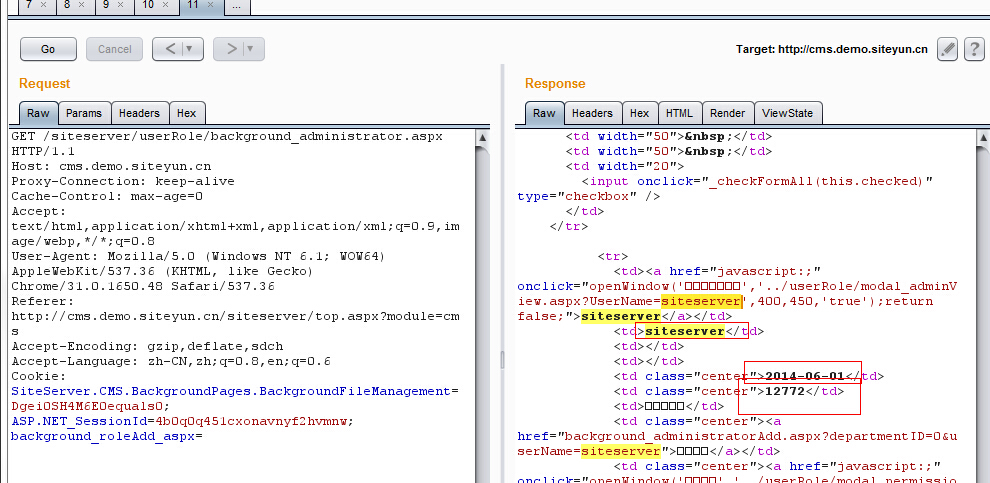 7 × 8 × 9 × 10 × 11 × ...
Go Cancel < > Target: http://cms.demo.siteyun.cn ?
Request
Raw Params Headers Hex
GET /siteserver/userRole/background_administrator.aspx
HTTP/1.1
Host: cms.demo.siteyun.cn
Proxy-Connection: keep-alive
Cache-Control: max-age=0
Accept:
text/html,application/xhtml+xml,application/xml;q=0.9,im
age/webp,*/*;q=0.8
User-Agent: Mozilla/5.0 (Windows NT 6.1; WOW64)
AppleWebKit/537.36 (KHTML, like Gecko)
Chrome/31.0.1650.48 Safari/537.36
Referer:
http://cms.demo.siteyun.cn/siteserver/top.aspx?module=cm
s
Accept-Encoding: gzip,deflate,sdch
Accept-Language: zh-CN,zh;q=0.8,en;q=0.6
Cookie:
SiteServer.CMS.BackgroundPages.BackgroundFileManagement=
DgeiOSH4M6E0equals0;
ASP.NET_SessionId=4b0q0q451cxonavnyf2hvmnw;
background_roleAdd_aspx=
Response
Raw Headers Hex HTML Render ViewState
<td width="50">&nbsp;</td>
<td width="50">&nbsp;</td>
<td width="20">
<input onclick="_checkFormAll(this.checked)"
type="checkbox" />
</td>
</tr>
<tr>
<td><a href="javascript:;"
onclick="openWindow('□□□□□□□','../userRole/modal_adminV
iew.aspx?UserName=siteserver',400,450,'true');return
false;">siteserver</a></td>
<td>siteserver</td>
<td></td>
<td></td>
<td class="center">2014-06-01</td>
<td class="center">12772</td>
<td>□□□□□</td>
<td class="center"><a
href="background_administratorAdd.aspx?departmentID=0&u
serName=siteserver">□□□□</a></td>
<td class="center"><a href="javascript:;"
onclick="openWindow('□□□□','../userRole/modal_permissio